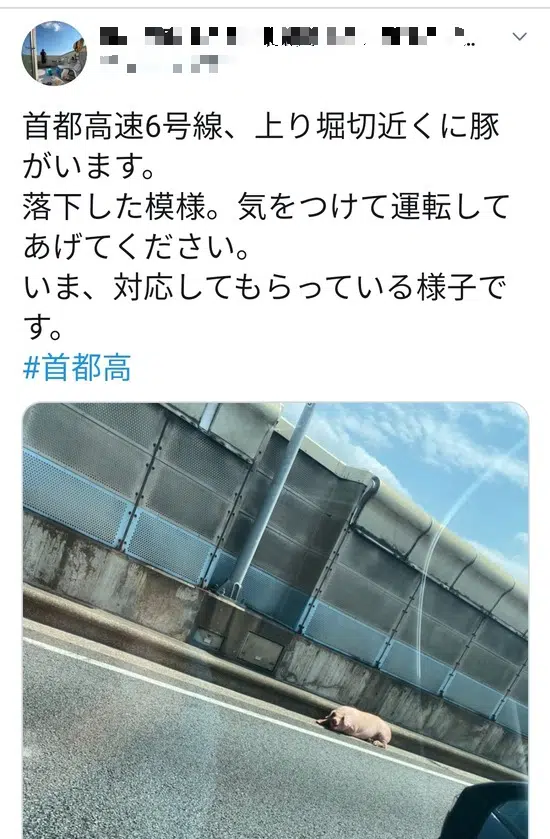 首都高速6号線、上り堀切近くに豚
がいます。
落下した模様。気をつけて運転して
あげてください。
いま、対応してもらっている様子で
す。
#首都高